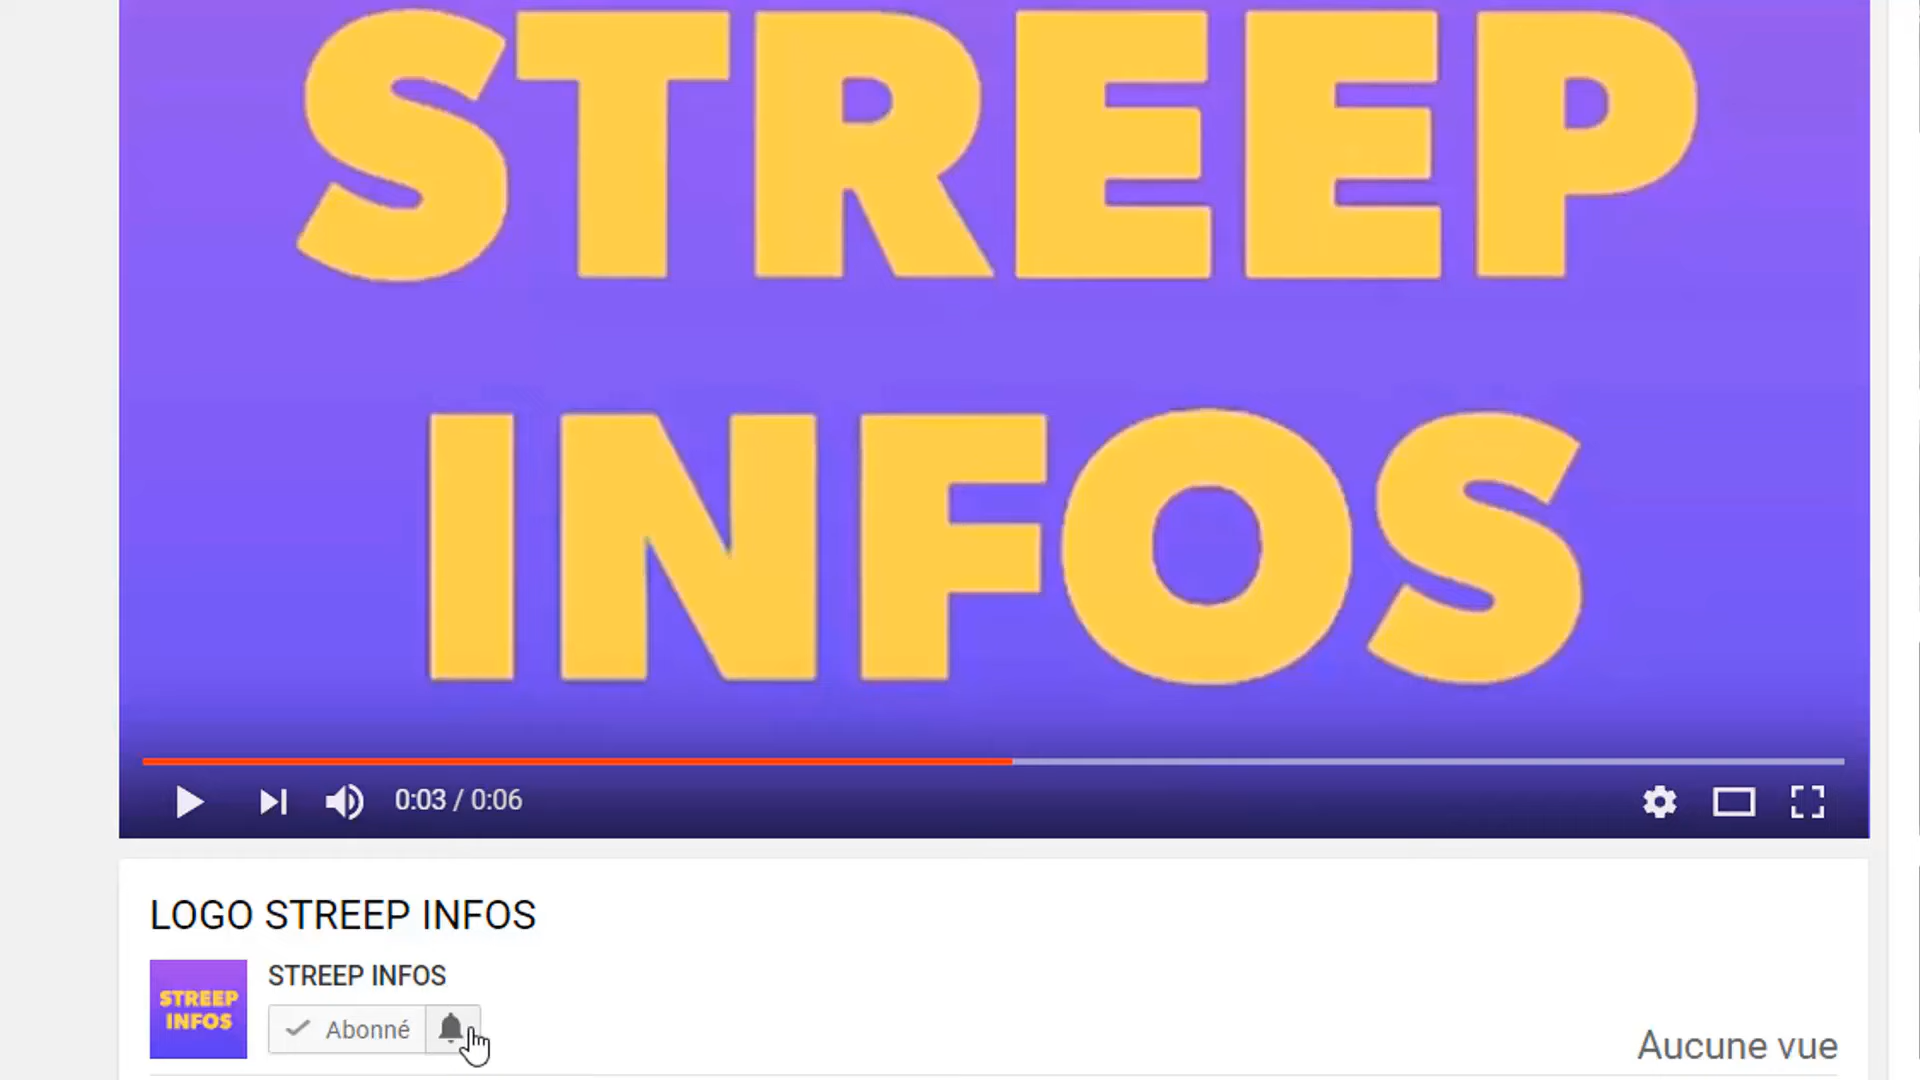 STREEP
INFOS
0:03 / 0:06
LOGO STREEP INFOS
STREEP INFOS
STREEP
INFOS
Abonné
Aucune vue